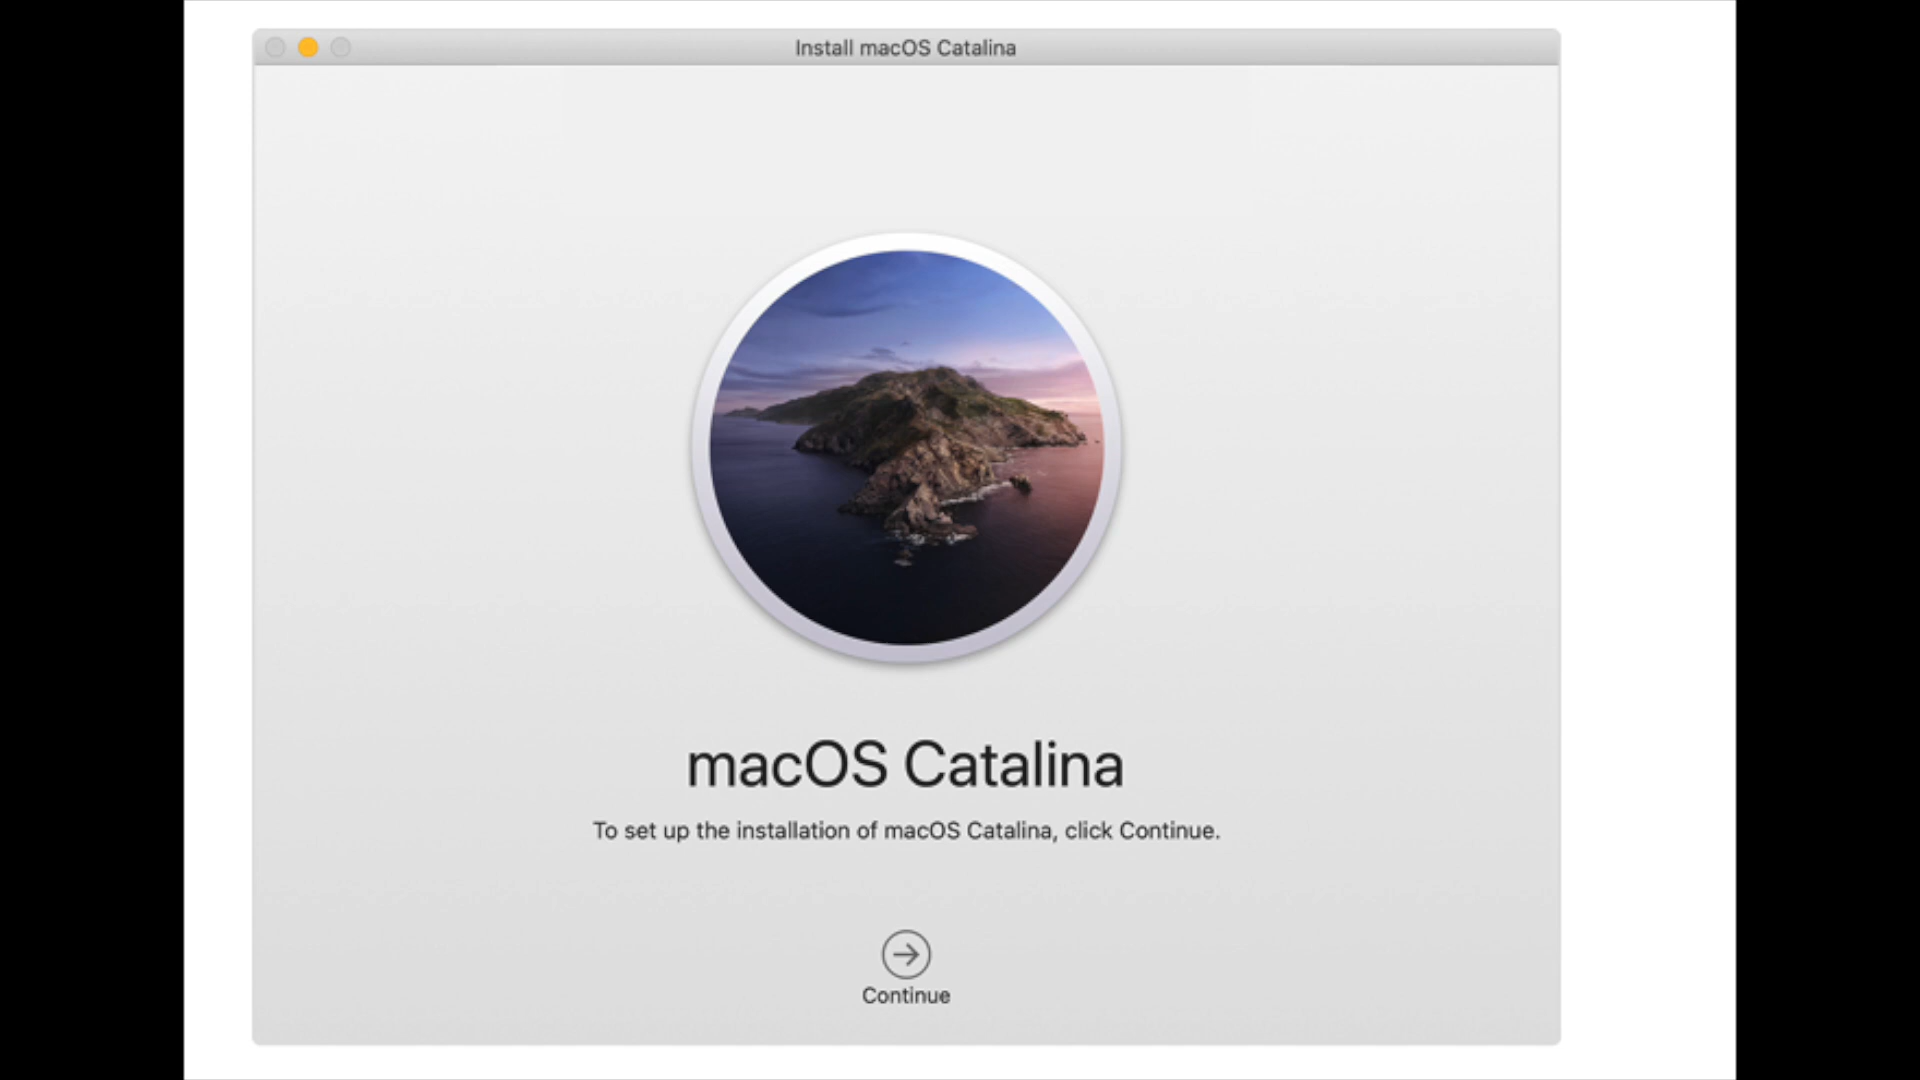 Install macOS Catalina
macOS Catalina
To set up the installation of macOS Catalina, click Continue.
Continue